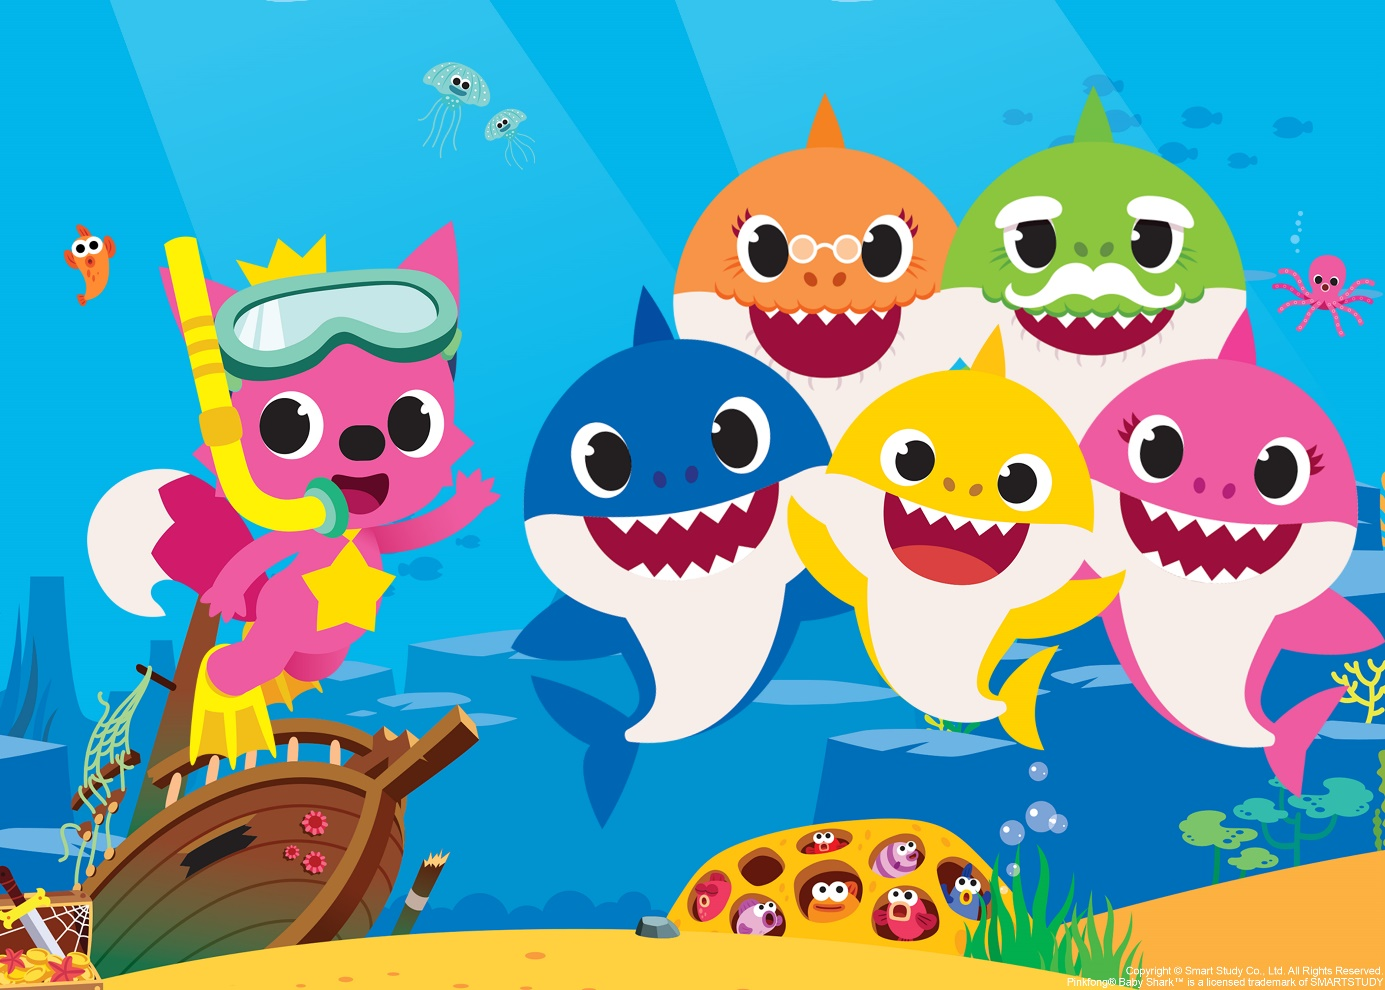 Copyright © Smart Study Co., Ltd. All Rights Reserved.
Pinkfong® Baby Shark™ is a licensed trademark of SMARTSTUDY